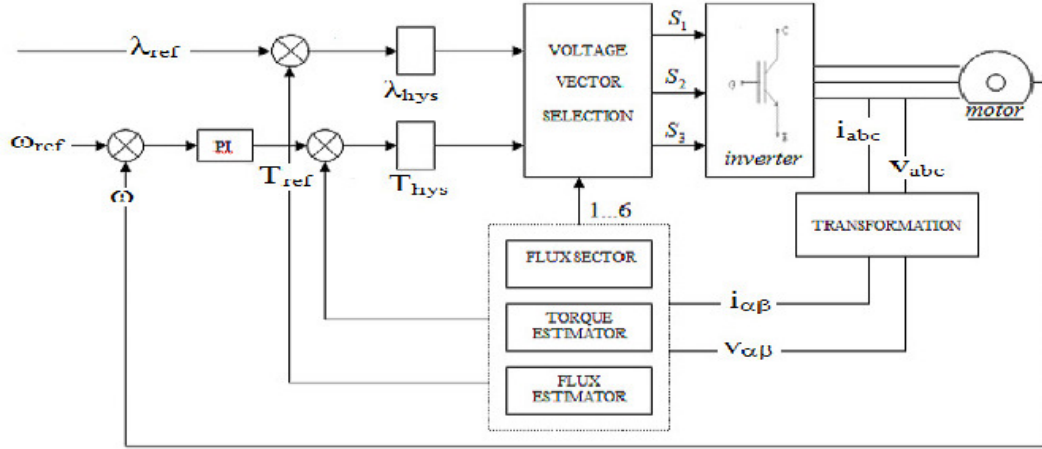 λref
λhys
ωref
PI
Tref
Thys
ω
VOLTAGE
VECTOR
SELECTION
S1
S2
S3
C
G
E
inverter
motor
iabc
vabc
TRANSFORMATION
1...6
FLUX SECTOR
TORQUE
ESTIMATOR
FLUX
ESTIMATOR
iαβ
vαβ